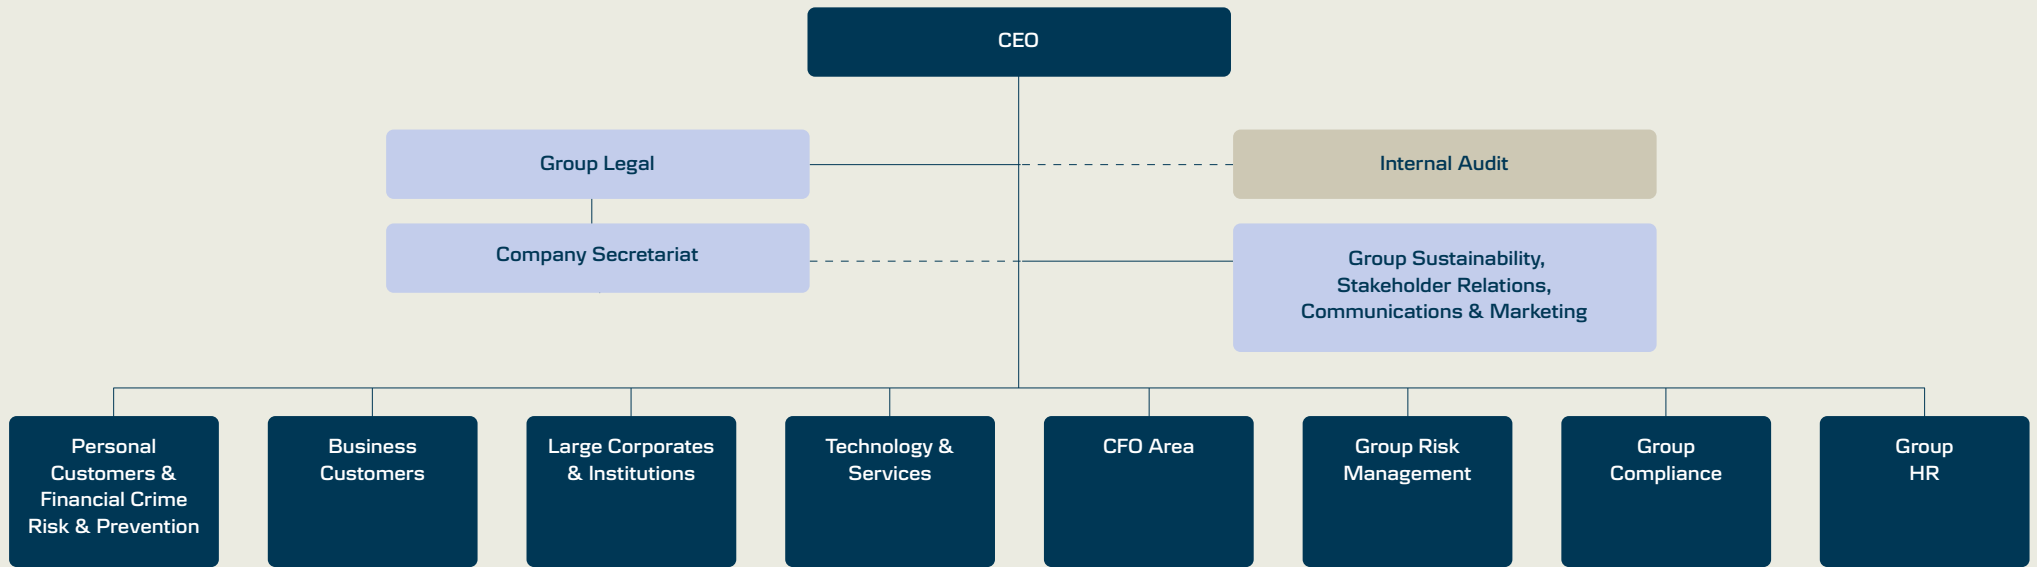 CEO
Group Legal
Internal Audit
Company Secretariat
Group Sustainability,
Stakeholder Relations,
Communications & Marketing
Personal
Customers &
Financial Crime
Risk & Prevention
Business
Customers
Large Corporates
& Institutions
Technology &
Services
CFO Area
Group Risk
Management
Group
Compliance
Group
HR